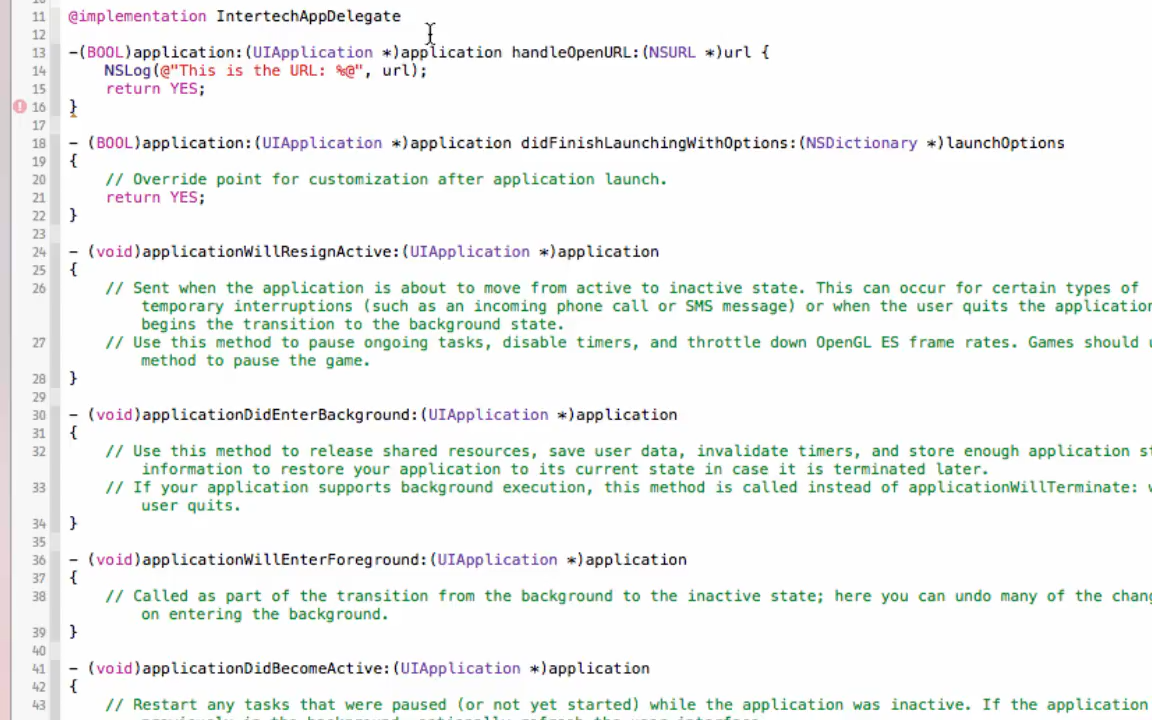 11 @implementation IntertechAppDelegate
12
13 -(BOOL)application:(UIApplication *)application handleOpenURL:(NSURL *)url {
14 NSLog(@"This is the URL: %@", url);
15 return YES;
16 }
17
18 - (BOOL)application:(UIApplication *)application didFinishLaunchingWithOptions:(NSDictionary *)launchOptions
19 {
20 // Override point for customization after application launch.
21 return YES;
22 }
23
24 - (void)applicationWillResignActive:(UIApplication *)application
25 {
26 // Sent when the application is about to move from active to inactive state. This can occur for certain types of
temporary interruptions (such as an incoming phone call or SMS message) or when the user quits the application
begins the transition to the background state.
27 // Use this method to pause ongoing tasks, disable timers, and throttle down OpenGL ES frame rates. Games should
method to pause the game.
28 }
29
30 - (void)applicationDidEnterBackground:(UIApplication *)application
31 {
32 // Use this method to release shared resources, save user data, invalidate timers, and store enough application
information to restore your application to its current state in case it is terminated later.
33 // If your application supports background execution, this method is called instead of applicationWillTerminate:
user quits.
34 }
35
36 - (void)applicationWillEnterForeground:(UIApplication *)application
37 {
38 // Called as part of the transition from the background to the inactive state; here you can undo many of the
on entering the background.
39 }
40
41 - (void)applicationDidBecomeActive:(UIApplication *)application
42 {
43 // Restart any tasks that were paused (or not yet started) while the application was inactive. If the application
previously in the background, optionally refresh the user interface.